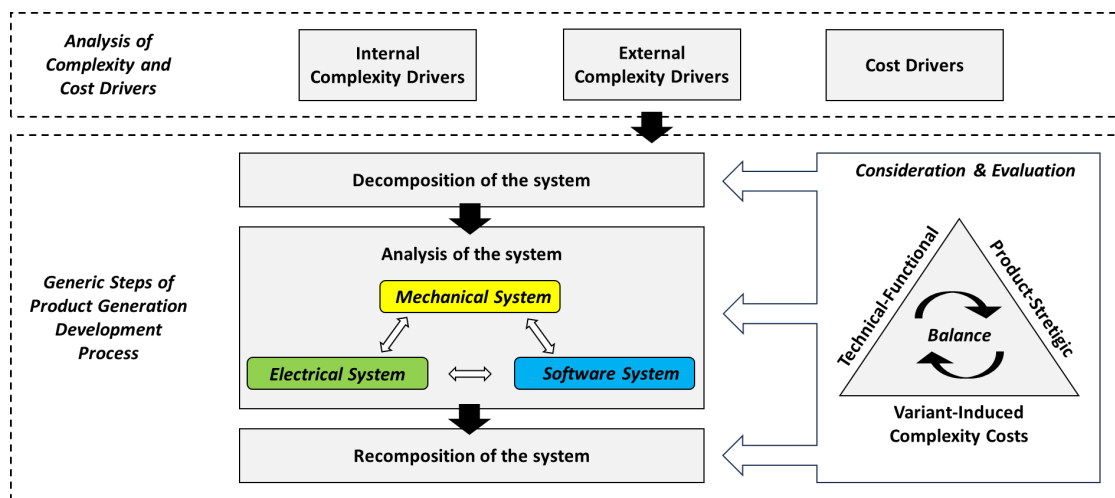 Analysis of
Complexity and
Cost Drivers
Internal
Complexity Drivers
External
Complexity Drivers
Cost Drivers
Generic Steps of
Product Generation
Development
Process
Decomposition of the system
Analysis of the system
Mechanical System
Electrical System
Software System
Recomposition of the system
Consideration & Evaluation
Technical-Functional
Product-Stretigic
Balance
Variant-Induced
Complexity Costs